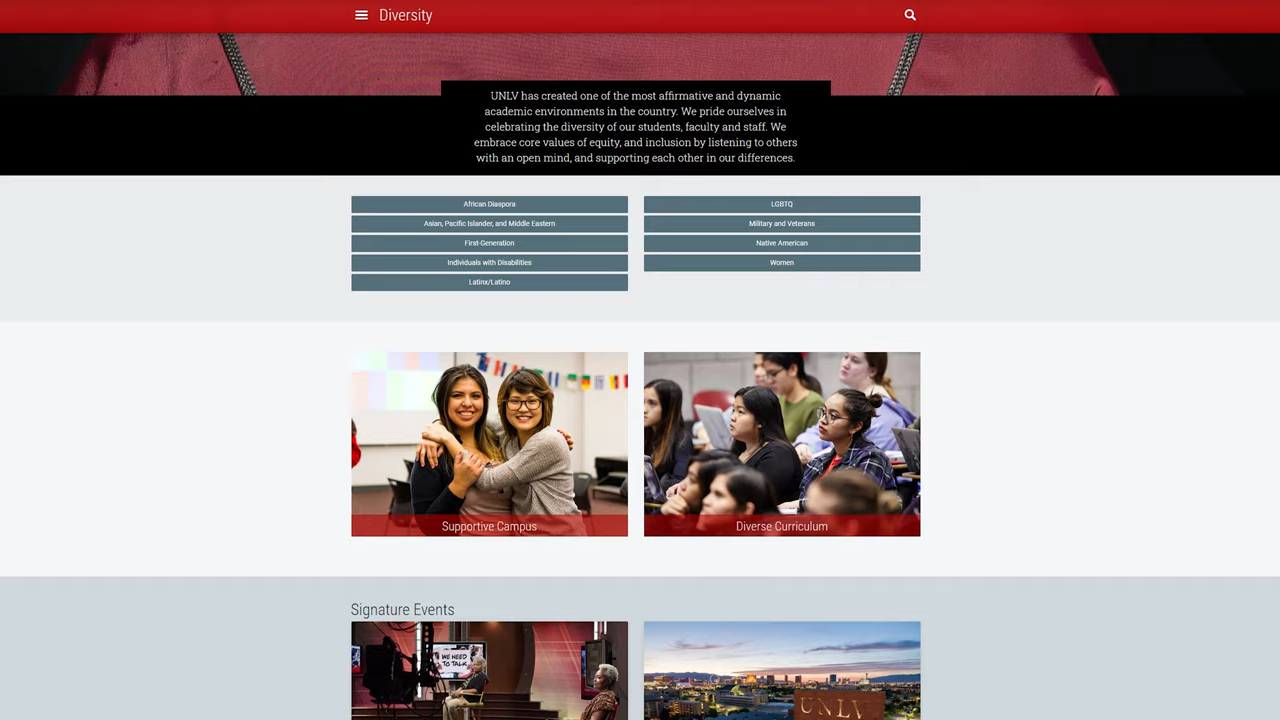 Diversity
UNLV has created one of the most affirmative and dynamic
academic environments in the country. We pride ourselves in
celebrating the diversity of our students, faculty and staff. We
embrace core values of equity, and inclusion by listening to others
with an open mind, and supporting each other in our differences.
African Diaspora
Asian, Pacific Islander, and Middle Eastern
First-Generation
Individuals with Disabilities
Latinx/Latino
LGBTQ
Military and Veterans
Native American
Women
Supportive Campus
Diverse Curriculum
Signature Events
WE NEED
TO TALK
UNLV